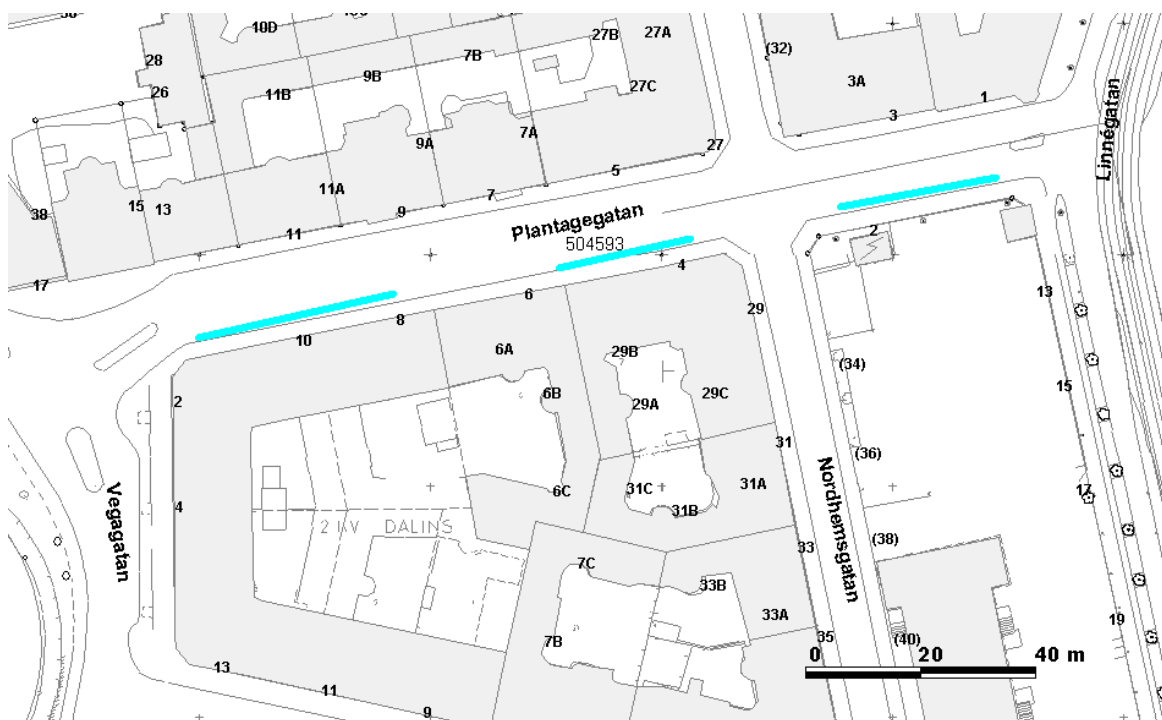 10D
27B
27A
(32)
28
7B
9B
3A
26
11B
27C
1
3
Linnégatan
7A
9A
27
5
11A
7
15
13
38
9
Plantagegatan
11
504593
2
17
4
6
8
29
13
10
6A
29B
(34)
15
2
6B
29A
29C
31
(36)
31C
31A
6C
17
31B
4
2 KV DALINS
Vegagatan
Nordhemsgatan
33
(38)
7C
33B
33A
19
7B
35
(40)
0 20 40 m
13
11
9